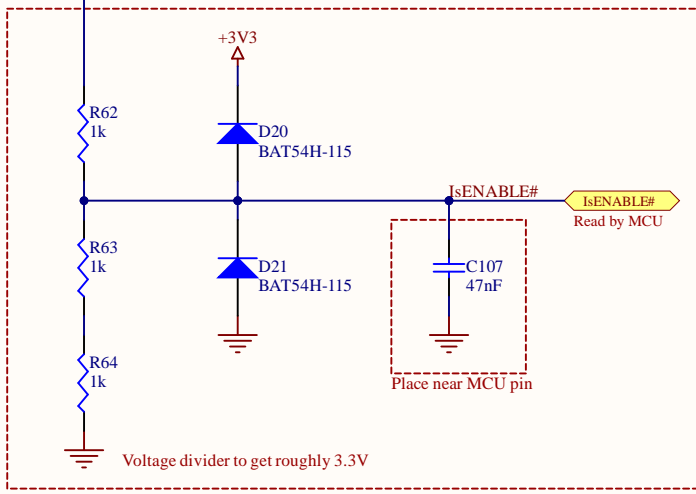 +3V3
R62
1k
D20
BAT54H-115
IsENABLE#
IsENABLE#
Read by MCU
R63
1k
D21
BAT54H-115
C107
47nF
R64
1k
Place near MCU pin
Voltage divider to get roughly 3.3V